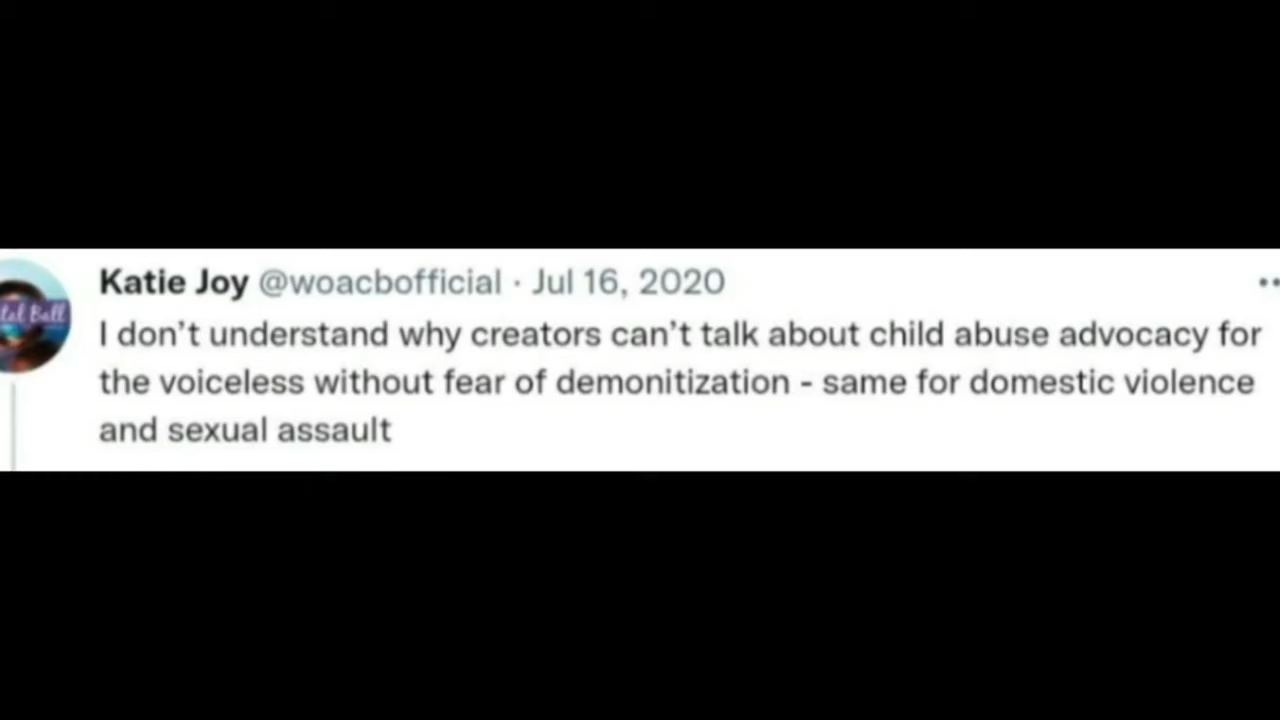 Katie Joy @woacbofficial · Jul 16, 2020
I don't understand why creators can't talk about child abuse advocacy for
the voiceless without fear of demonitization - same for domestic violence
and sexual assault
Ball